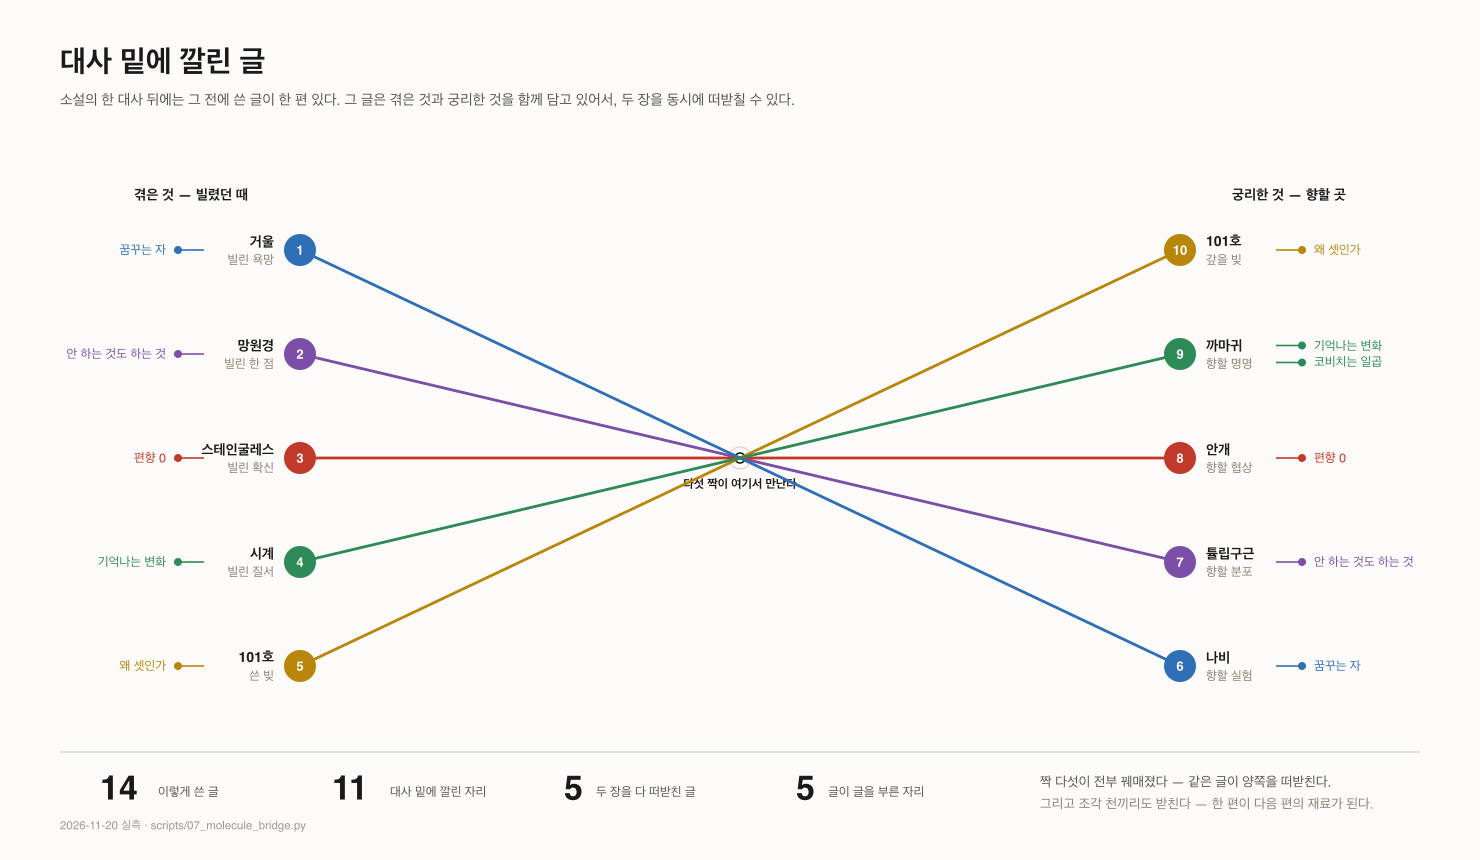 대사 밑에 깔린 글
소설의 한 대사 뒤에는 그 전에 쓴 글이 한 편 있다. 그 글은 겪은 것과 궁리한 것을 함께 담고 있어서, 두 장을 동시에 떠받칠 수 있다.
겪은 것 — 빌렸던 때
꿈꾸는 자
거울
빌린 욕망
1
안 하는 것도 하는 것
망원경
빌린 한 점
2
편향 0
스테인굴레스
빌린 확신
3
기억나는 변화
시계
빌린 질서
4
왜 셋인가
101호
쓴 빚
5
다섯 짝이 여기서 만난다
궁리한 것 — 향할 곳
10
101호
갚을 빚
왜 셋인가
9
까마귀
향할 명명
기억나는 변화
코비치는 일곱
8
안개
향할 협상
편향 0
7
튤립구근
향할 분포
안 하는 것도 하는 것
6
나비
향할 실험
꿈꾸는 자
14 이렇게 쓴 글
11 대사 밑에 깔린 자리
5 두 장을 다 떠받친 글
5 글이 글을 부른 자리
짝 다섯이 전부 꿰매졌다 — 같은 글이 양쪽을 떠받친다.
그리고 조각 천끼리도 받친다 — 한 편이 다음 편의 재료가 된다.
2026-11-20 실측 · scripts/07_molecule_bridge.py